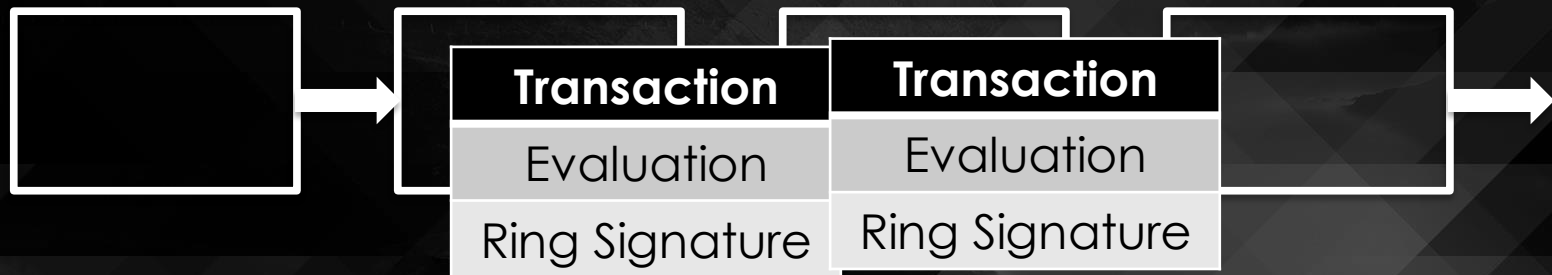 Transaction
Evaluation
Ring Signature
Transaction
Evaluation
Ring Signature